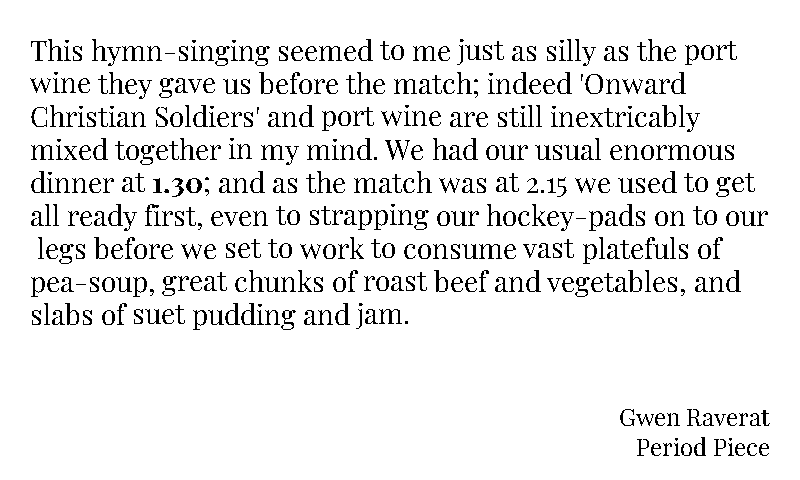 This hymn-singing seemed to me just as silly as the port
wine they gave us before the match; indeed 'Onward
Christian Soldiers' and port wine are still inextricably
mixed together in my mind. We had our usual enormous
dinner at 1.30; and as the match was at 2.15 we used to get
all ready first, even to strapping our hockey-pads on to our
legs before we set to work to consume vast platefuls of
pea-soup, great chunks of roast beef and vegetables, and
slabs of suet pudding and jam.
Gwen Raverat
Period Piece